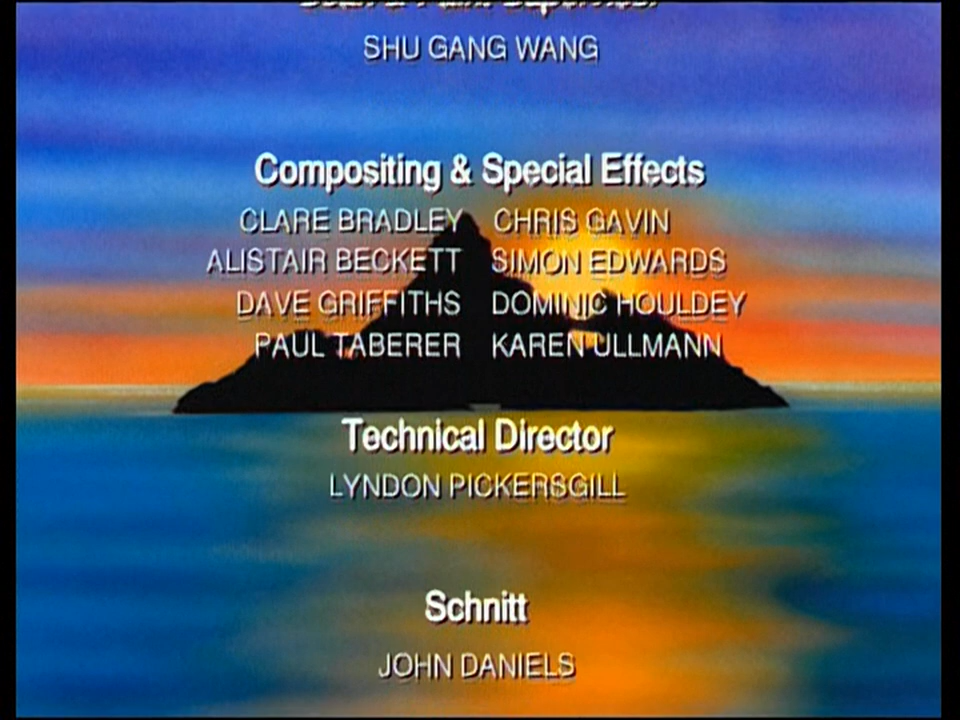 SHU GANG WANG
Compositing & Special Effects
CLARE BRADLEY CHRIS GAVIN
ALISTAIR BECKETT SIMON EDWARDS
DAVE GRIFFITHS DOMINIC HOULDEY
PAUL TABERER KAREN ULLMANN
Technical Director
LYNDON PICKERSGILL
Schnitt
JOHN DANIELS